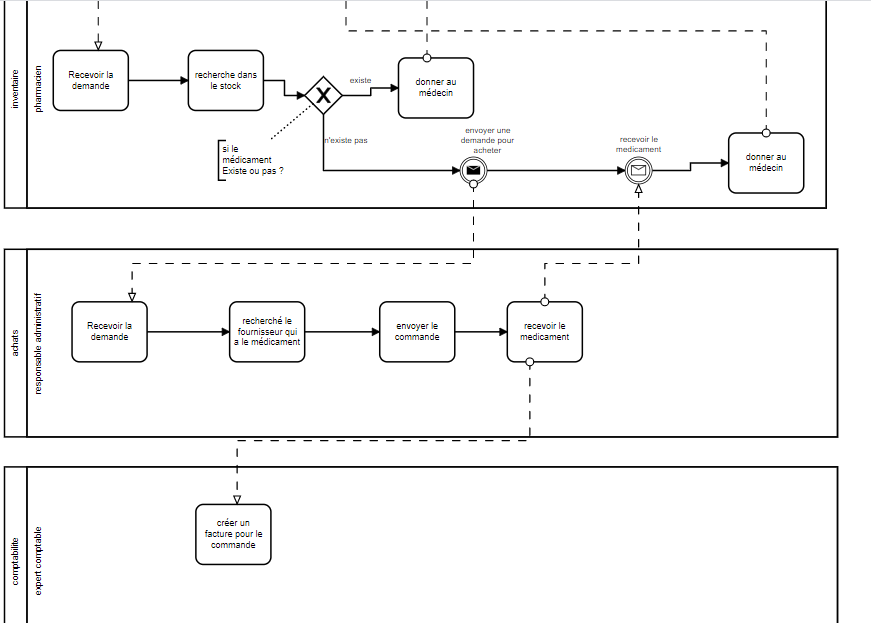 inventaire
pharmacien
Recevoir la
demande
recherche dans
le stock
existe
donner au
médecin
n'existe pas
si le
médicament
Existe ou pas ?
envoyer une
demande pour
acheter
recevoir le
medicament
donner au
médecin
achats
responsable administratif
Recevoir la
demande
recherché le
fournisseur qui
a le médicament
envoyer le
commande
recevoir le
medicament
comptabilite
expert comptable
créer un
facture pour le
commande